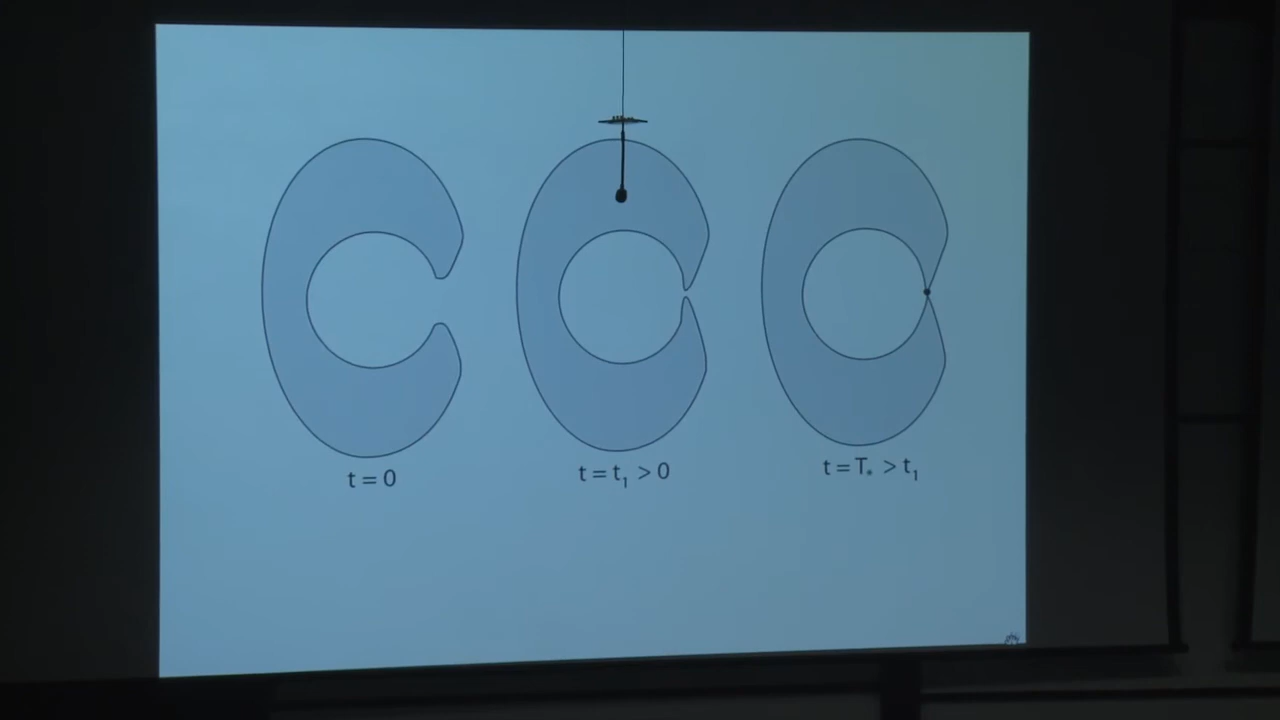 t = 0
t = t₁ > 0
t = T* > t₁